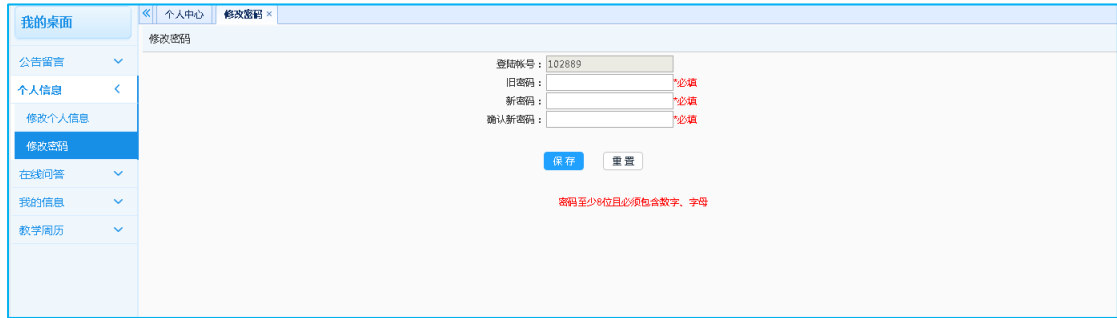 我的桌面
公告留言
个人信息
修改个人信息
修改密码
在线问答
我的信息
教学周历
个人中心 修改密码 ×
修改密码
登陆帐号：102889
旧密码： *必填
新密码： *必填
确认新密码： *必填
保存 重置
密码至少8位且必须包含数字、字母